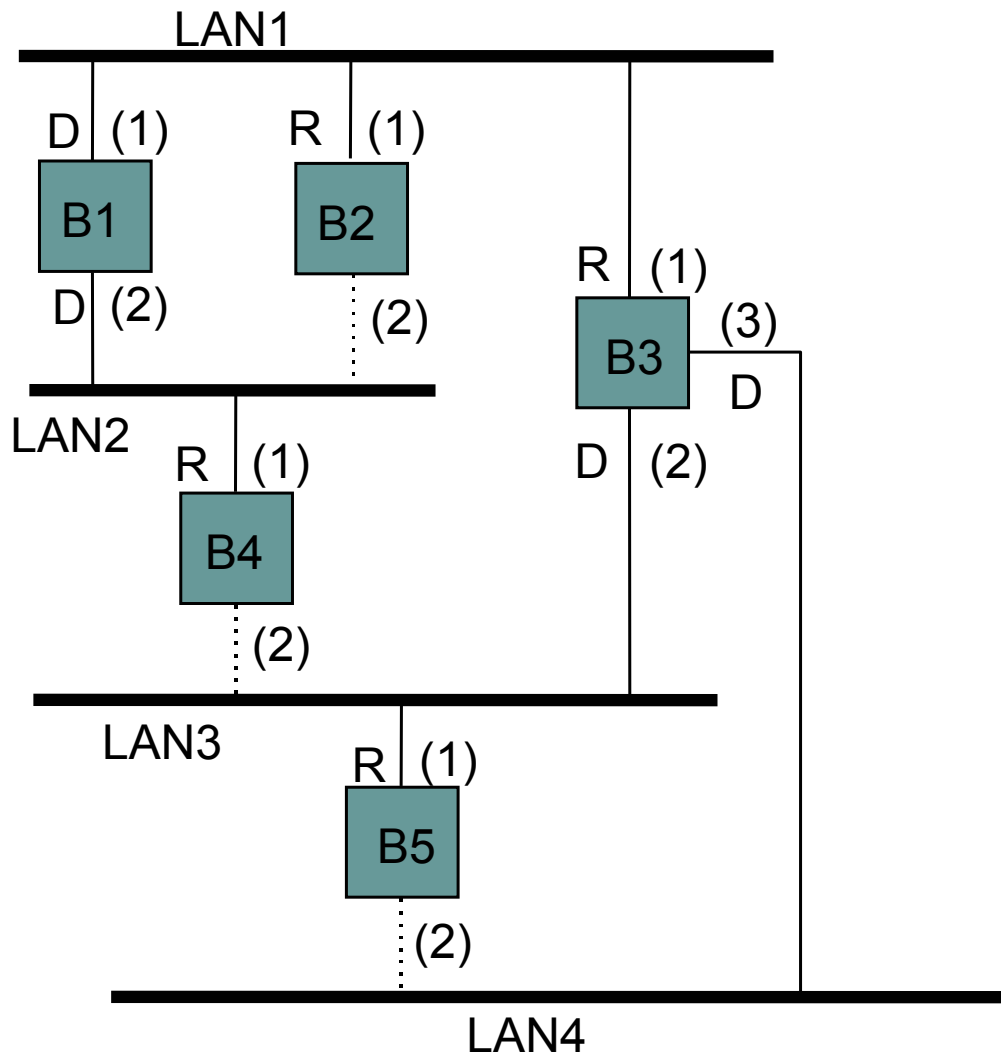 LAN1
D (1)
R (1)
B1
B2
R (1)
D (2)
(2)
(3)
B3
D
LAN2
R (1)
D (2)
B4
(2)
LAN3
R (1)
B5
(2)
LAN4